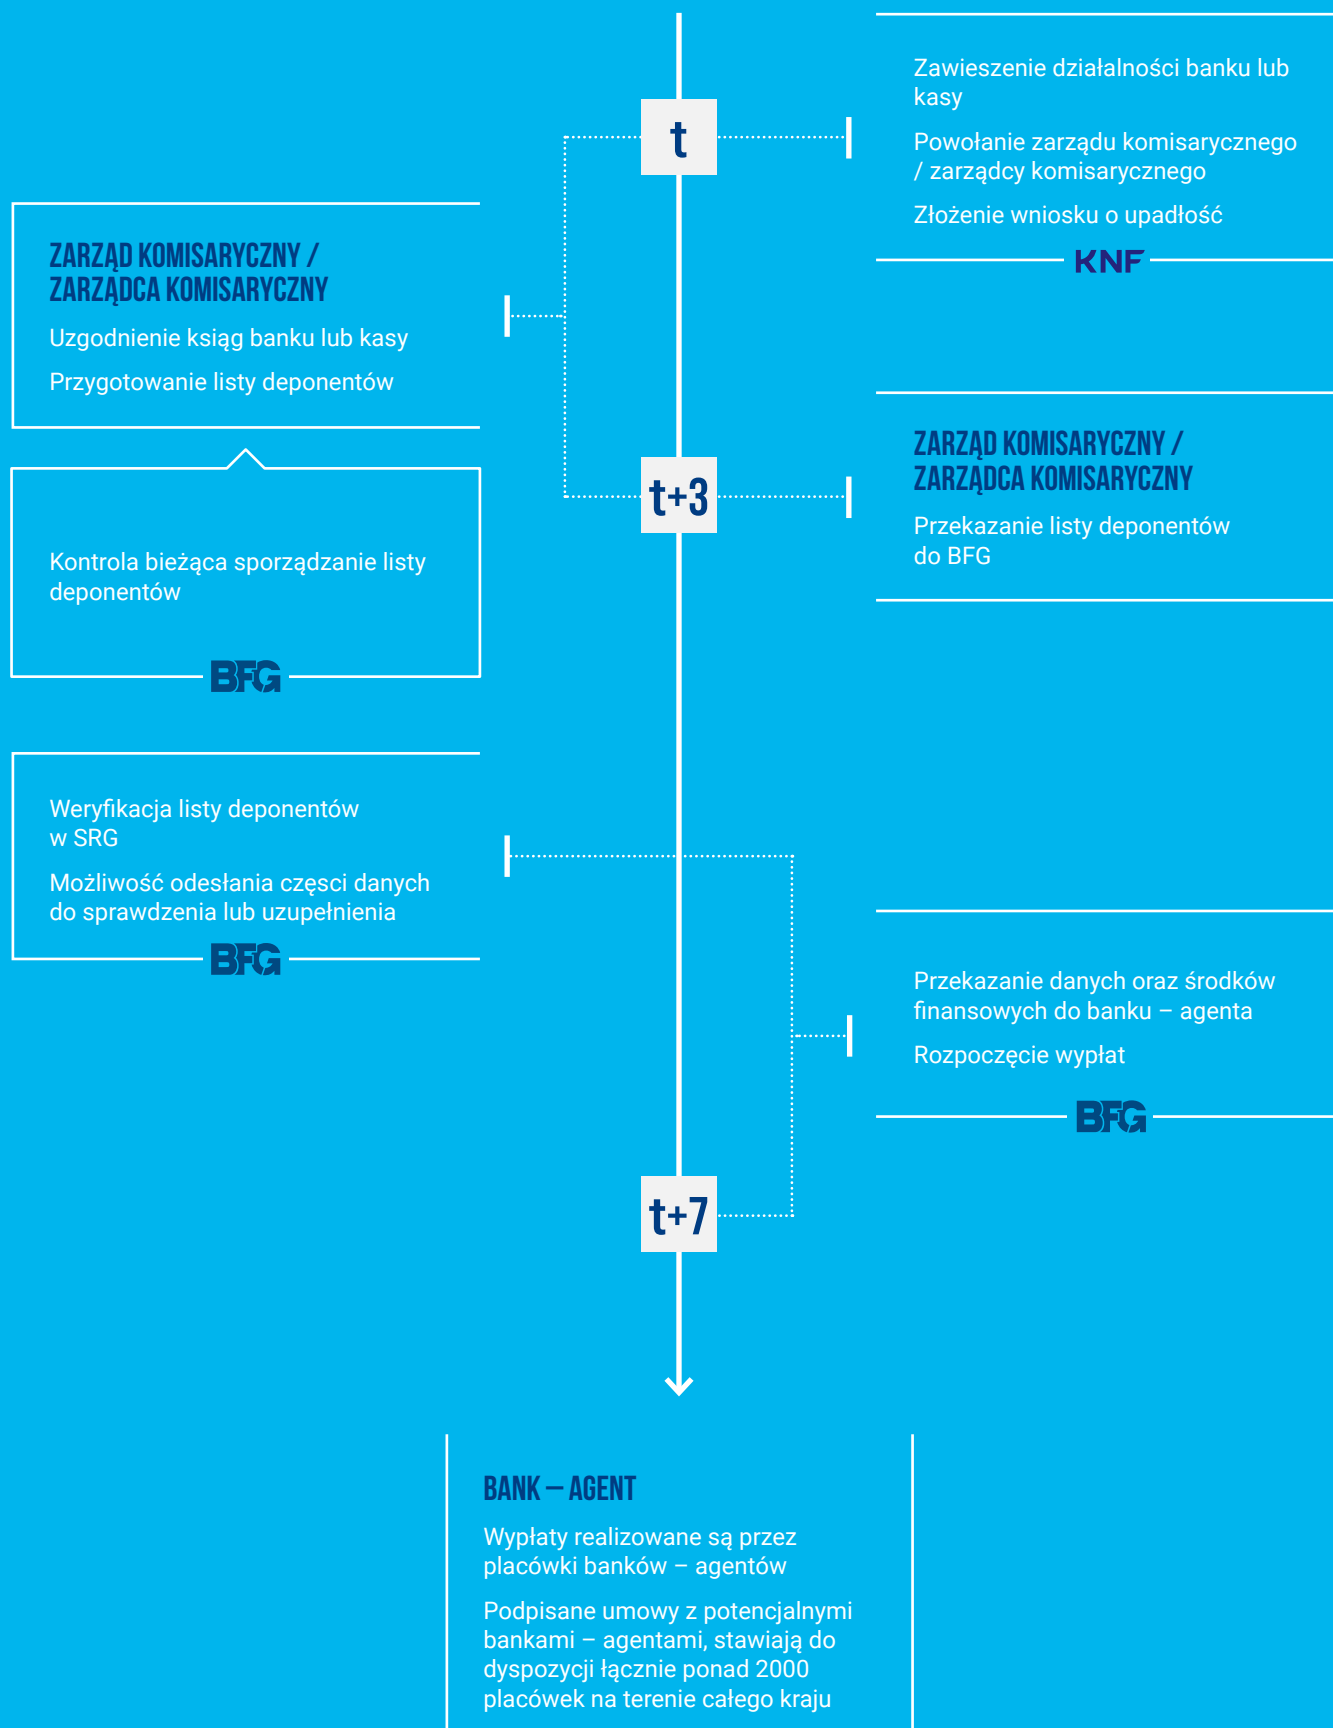 t
Zawieszenie działalności banku lub
kasy
Powołanie zarządu komisarycznego
/ zarządcy komisarycznego
Złożenie wniosku o upadłość
KNF
ZARZĄD KOMISARYCZNY /
ZARZĄDCA KOMISARYCZNY
Uzgodnienie ksiąg banku lub kasy
Przygotowanie listy deponentów
Kontrola bieżąca sporządzanie listy
deponentów
BFG
t+3
ZARZĄD KOMISARYCZNY /
ZARZĄDCA KOMISARYCZNY
Przekazanie listy deponentów
do BFG
Weryfikacja listy deponentów
w SRG
Możliwość odesłania częsci danych
do sprawdzenia lub uzupełnienia
BFG
Przekazanie danych oraz środków
finansowych do banku – agenta
Rozpoczęcie wypłat
BFG
t+7
BANK – AGENT
Wypłaty realizowane są przez
placówki banków – agentów
Podpisane umowy z potencjalnymi
bankami – agentami, stawiają do
dyspozycji łącznie ponad 2000
placówek na terenie całego kraju